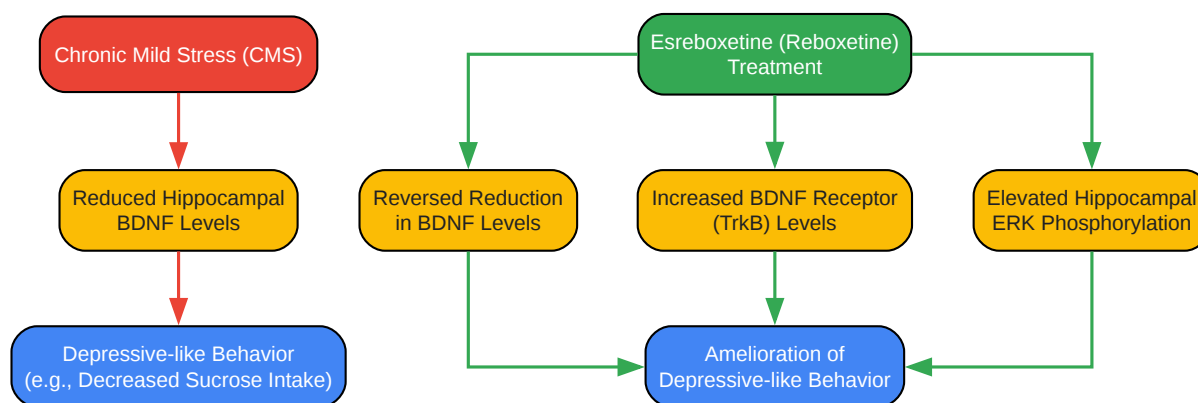 Chronic Mild Stress (CMS)
Esreboxetine (Reboxetine)
Treatment
Reduced Hippocampal
BDNF Levels
Reversed Reduction
in BDNF Levels
Increased BDNF Receptor
(TrkB) Levels
Elevated Hippocampal
ERK Phosphorylation
Depressive-like Behavior
(e.g., Decreased Sucrose Intake)
Amelioration of
Depressive-like Behavior